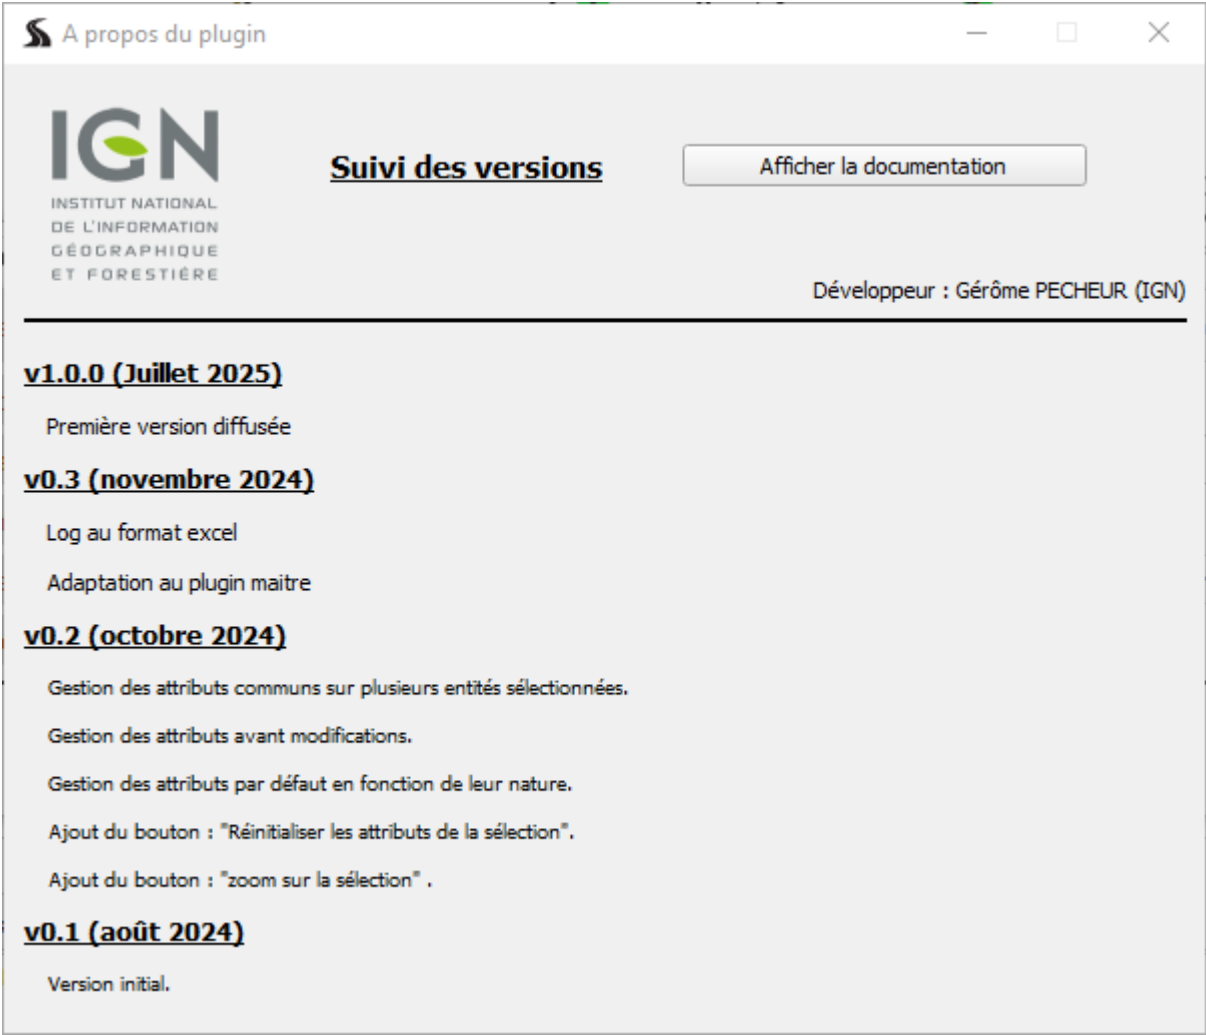 A propos du plugin
IGN
INSTITUT NATIONAL
DE L'INFORMATION
GÉOGRAPHIQUE
ET FORESTIÈRE
Suivi des versions
Afficher la documentation
Développeur : Gérôme PECHEUR (IGN)
v1.0.0 (Juillet 2025)
Première version diffusée
v0.3 (novembre 2024)
Log au format excel
Adaptation au plugin maitre
v0.2 (octobre 2024)
Gestion des attributs communs sur plusieurs entités sélectionnées.
Gestion des attributs avant modifications.
Gestion des attributs par défaut en fonction de leur nature.
Ajout du bouton : "Réinitialiser les attributs de la sélection".
Ajout du bouton : "zoom sur la sélection" .
v0.1 (août 2024)
Version initial.